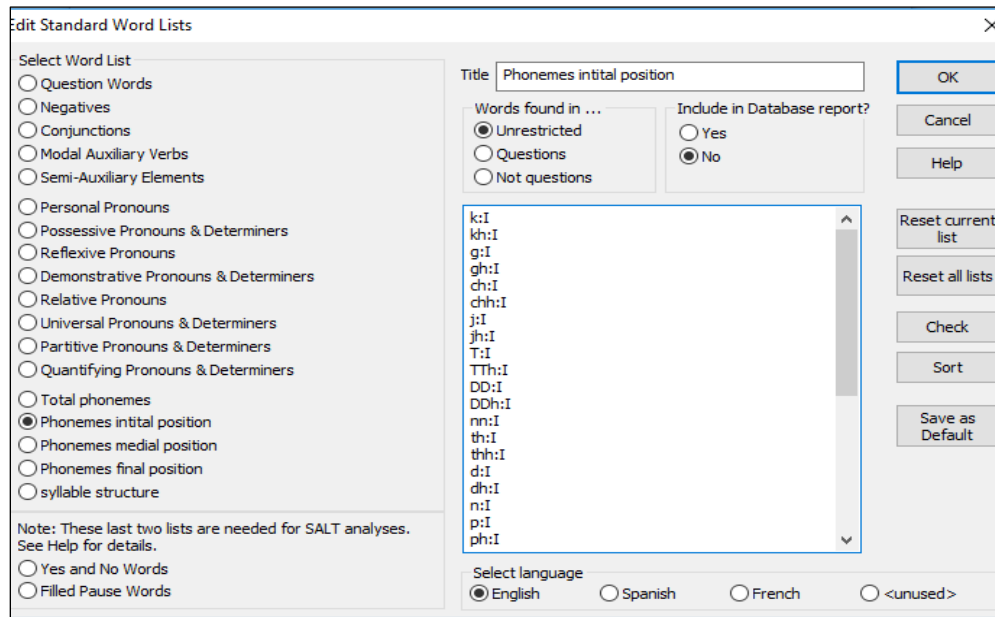 Edit Standard Word Lists
Select Word List
Question Words
Negatives
Conjunctions
Modal Auxiliary Verbs
Semi-Auxiliary Elements
Personal Pronouns
Possessive Pronouns & Determiners
Reflexive Pronouns
Demonstrative Pronouns & Determiners
Relative Pronouns
Universal Pronouns & Determiners
Partitive Pronouns & Determiners
Quantifying Pronouns & Determiners
Total phonemes
Phonemes intital position
Phonemes medial position
Phonemes final position
syllable structure
Note: These last two lists are needed for SALT analyses.
See Help for details.
Yes and No Words
Filled Pause Words
Title Phonemes intital position
Words found in ...
Unrestricted
Questions
Not questions
Include in Database report?
Yes
No
k:I
kh:I
g:I
gh:I
ch:I
chh:I
j:I
jh:I
T:I
TTh:I
DD:I
DDh:I
nn:I
th:I
thh:I
d:I
dh:I
n:I
p:I
ph:I
Select language
English Spanish French <unused>
OK
Cancel
Help
Reset current
list
Reset all lists
Check
Sort
Save as
Default